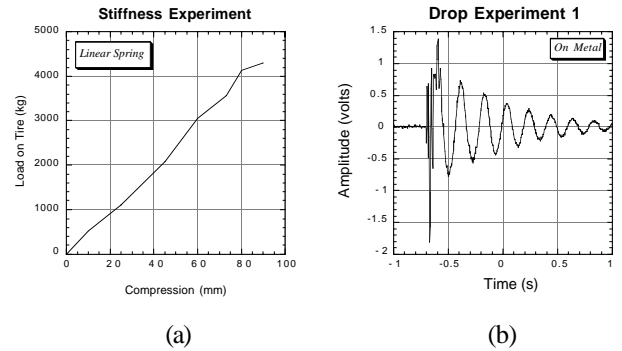 Stiffness Experiment
Linear Spring
Load on Tire (kg)
5000
4000
3000
2000
1000
0
0 20 40 60 80 100
Compression (mm)
(a)
Drop Experiment 1
On Metal
Amplitude (volts)
1.5
1
0.5
0
-0.5
-1
-1.5
-2
-1 -0.5 0 0.5 1
Time (s)
(b)